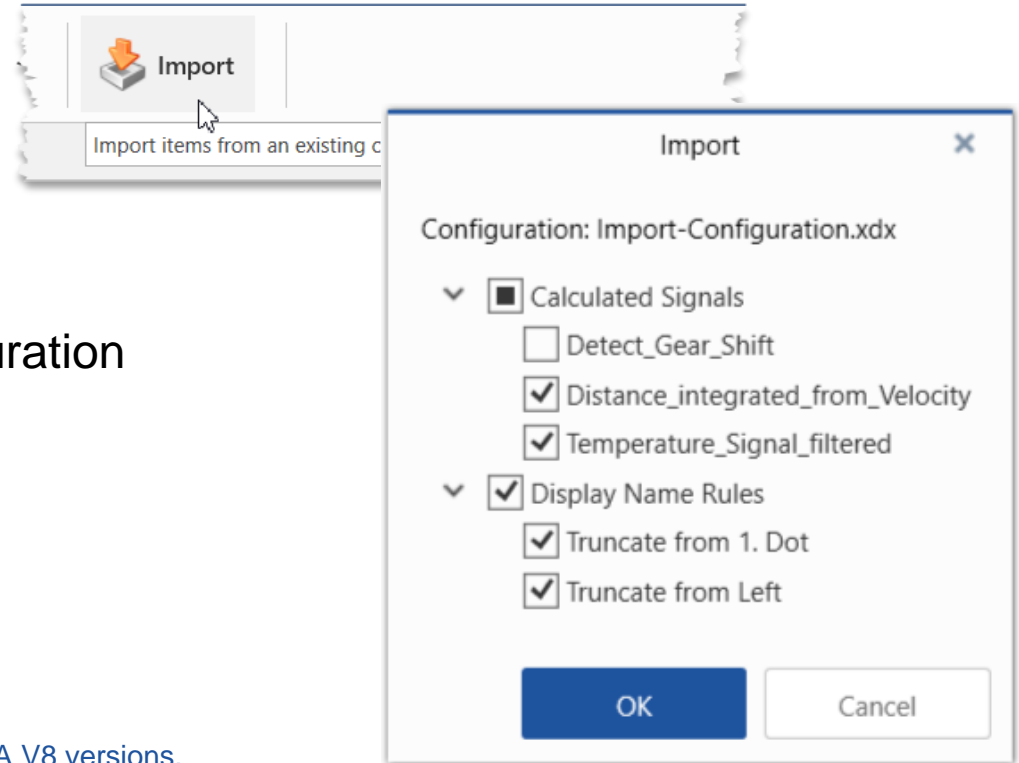 Import
Import items from an existing c
Import
Configuration: Import-Configuration.xdx
Calculated Signals
Detect_Gear_Shift
uration
Distance_integrated_from_Velocity
Temperature_Signal_filtered
Display Name Rules
Truncate from 1. Dot
Truncate from Left
OK
Cancel
A V8 versions.